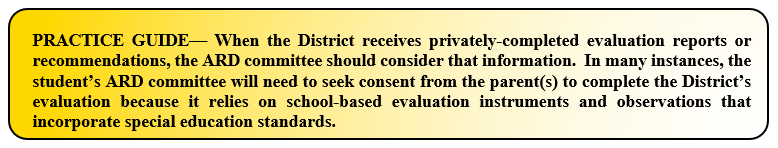 PRACTICE GUIDE— When the District receives privately-completed evaluation reports or
recommendations, the ARD committee should consider that information.  In many instances, the
student’s ARD committee will need to seek consent from the parent(s) to complete the District’s
evaluation because it relies on school-based evaluation instruments and observations that
incorporate special education standards.